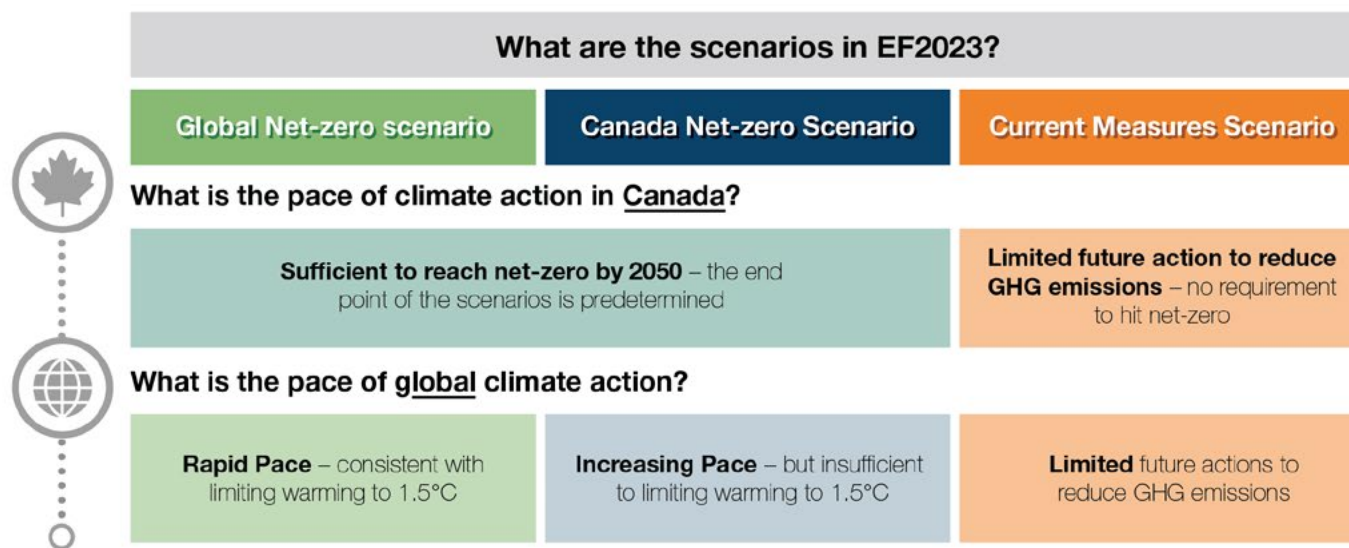 What are the scenarios in EF2023?
Global Net-zero scenario
Canada Net-zero Scenario
Current Measures Scenario
What is the pace of climate action in Canada?
Sufficient to reach net-zero by 2050 – the end
point of the scenarios is predetermined
Limited future action to reduce
GHG emissions – no requirement
to hit net-zero
What is the pace of global climate action?
Rapid Pace – consistent with
limiting warming to 1.5°C
Increasing Pace – but insufficient
to limiting warming to 1.5°C
Limited future actions to
reduce GHG emissions